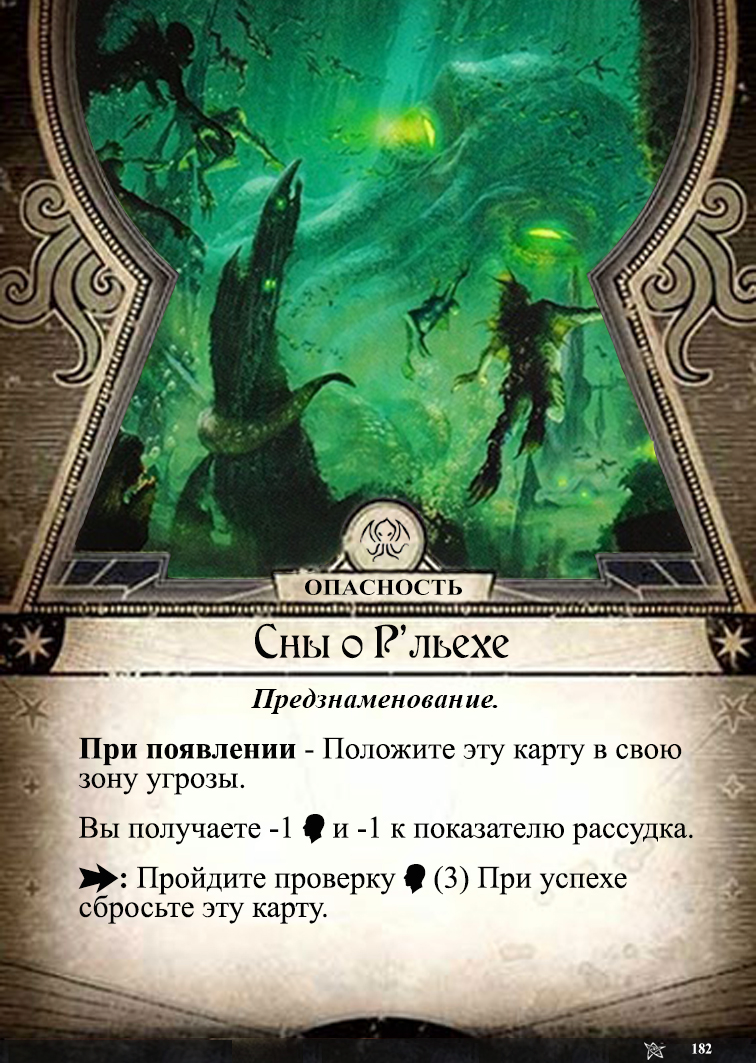 ОПАСНОСТЬ
Сны о Р’льехе
Предзнаменование.
При появлении - Положите эту карту в свою
зону угрозы.
Вы получаете -1 и -1 к показателю рассудка.
: Пройдите проверку (3) При успехе
сбросьте эту карту.
182